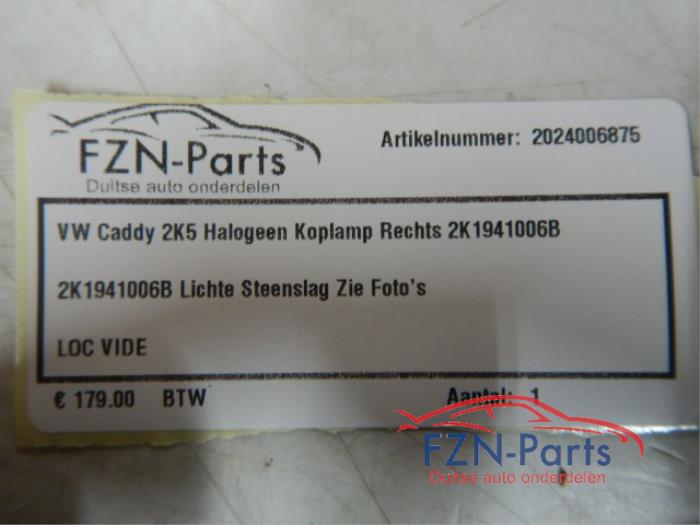 FZN-Parts
Duitse auto onderdelen
Artikelnummer: 2024006875
VW Caddy 2K5 Halogeen Koplamp Rechts 2K1941006B
2K1941006B Lichte Steenslag Zie Foto's
LOC VIDE
€ 179.00 BTW
Aantal: 1
FZN-Parts
Duitse auto onderdelen